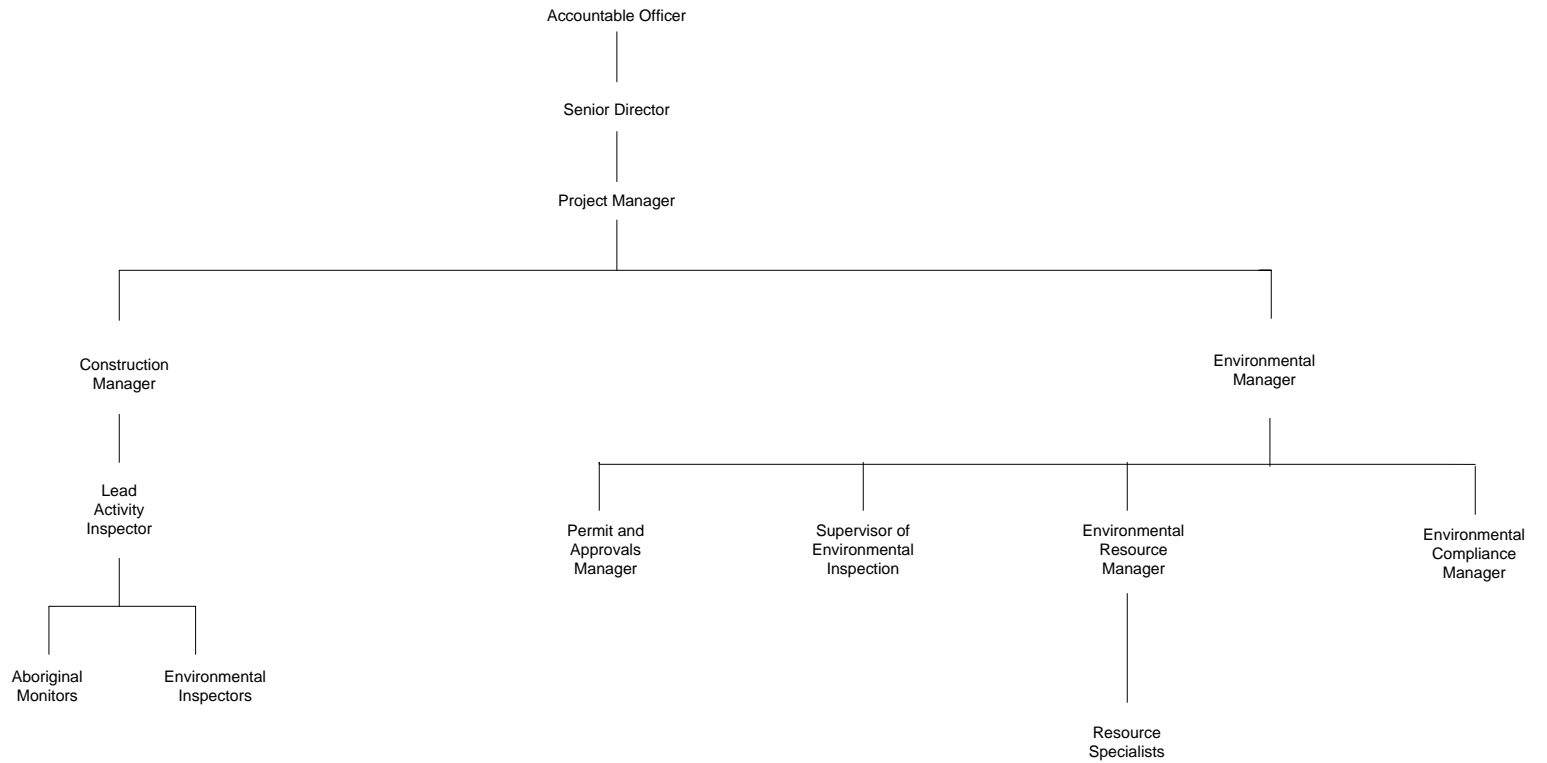 Accountable Officer
Senior Director
Project Manager
Construction
Manager
Environmental
Manager
Lead
Activity
Inspector
Permit and
Approvals
Manager
Supervisor of
Environmental
Inspection
Environmental
Resource
Manager
Environmental
Compliance
Manager
Aboriginal
Monitors
Environmental
Inspectors
Resource
Specialists